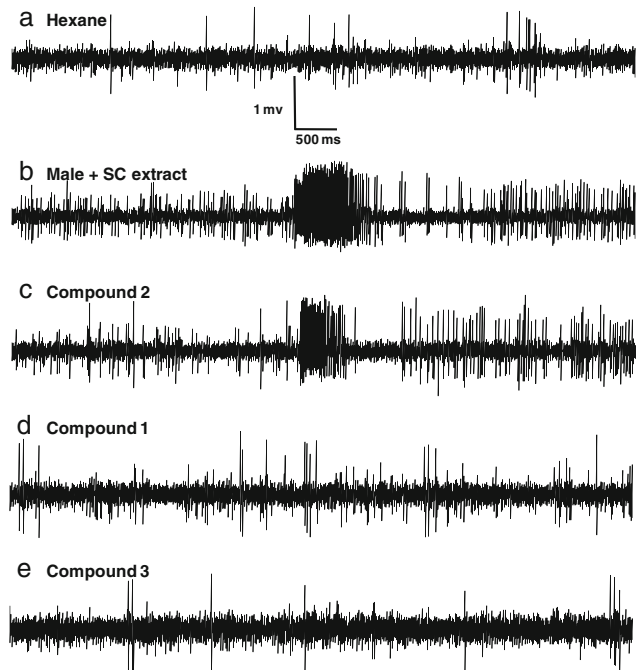 a Hexane
1 mv
500 ms
b Male + SC extract
c Compound 2
d Compound 1
e Compound 3